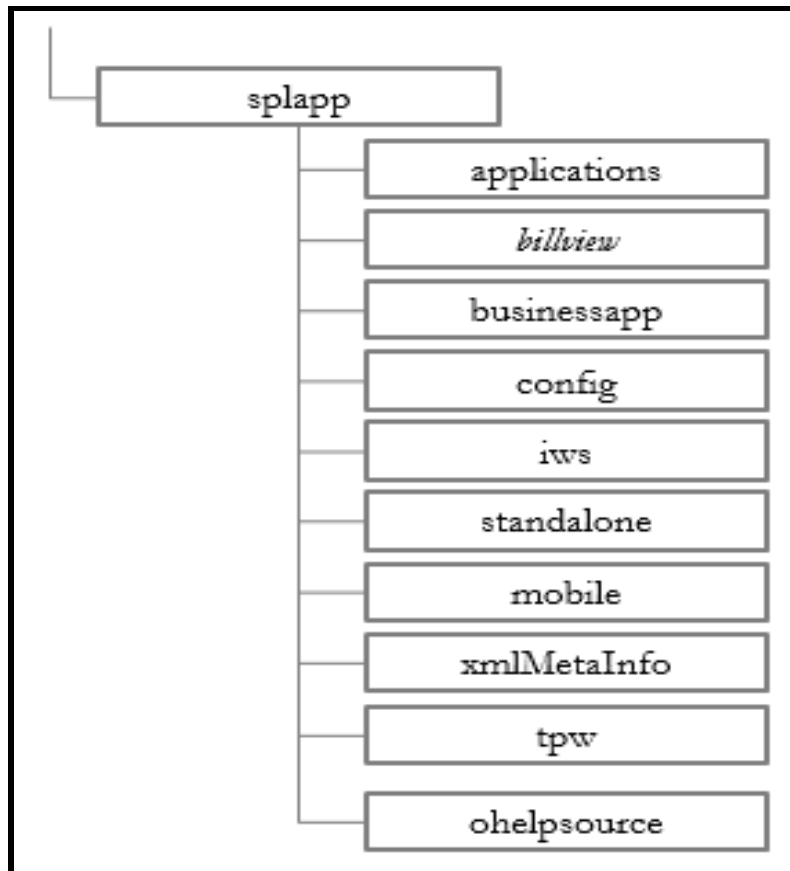 splapp
applications
billview
businessapp
config
iws
standalone
mobile
xmlMetaInfo
tpw
ohelpsource